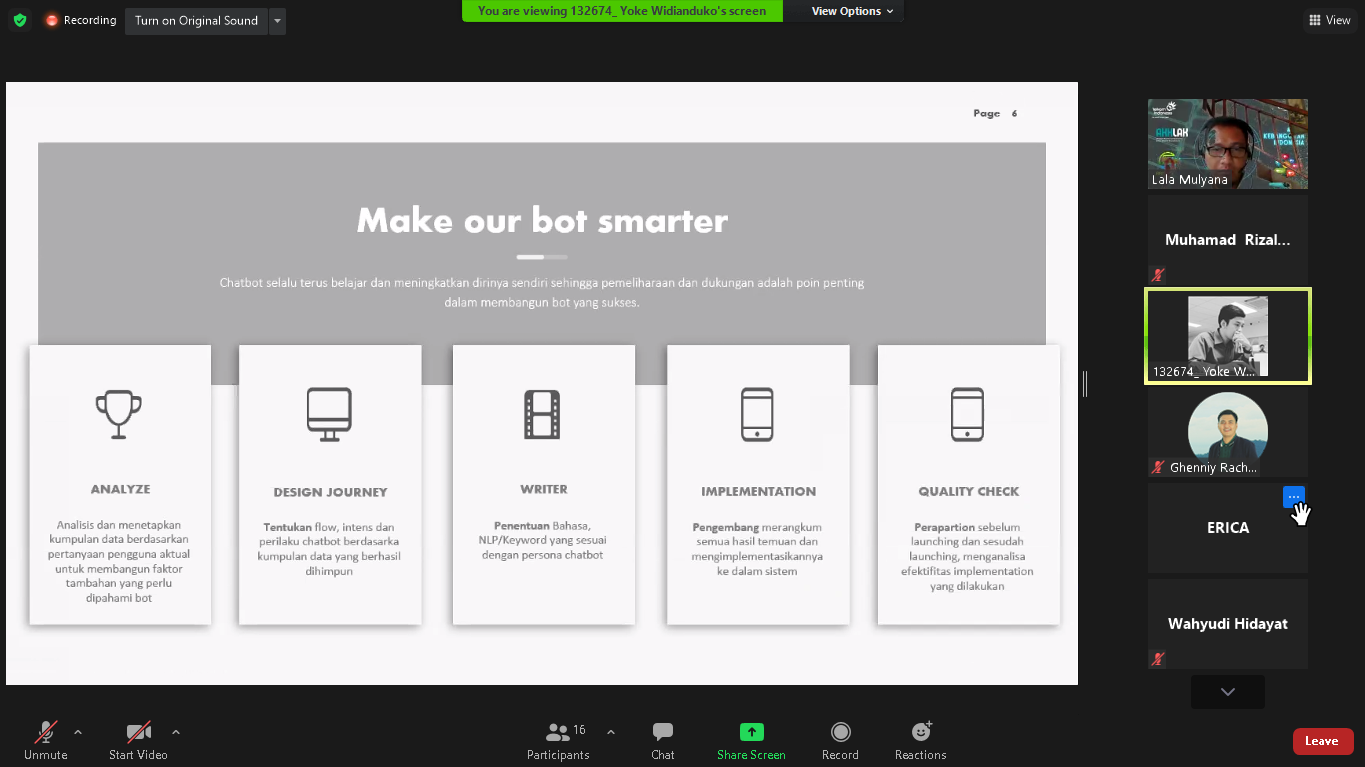 Recording
Turn on Original Sound
You are viewing 132674_ Yoke Widianduko's screen
View Options
View
Page 6
Make our bot smarter
Chatbot selalu terus belajar dan meningkatkan dirinya sendiri sehingga pemeliharaan dan dukungan adalah poin penting
dalam membangun bot yang sukses.
ANALYZE
Analisis dan menetapkan
kumpulan data berdasarkan
pertanyaan pengguna aktual
untuk membangun faktor
tambahan yang perlu
dipahami bot
DESIGN JOURNEY
Tentukan flow, intens dan
perilaku chatbot berdasarka
kumpulan data yang berhasil
dihimpun
WRITER
Penentuan Bahasa,
NLP/Keyword yang sesuai
dengan persona chatbot
IMPLEMENTATION
Pengembang merangkum
semua hasil temuan dan
mengimplementasikannya
ke dalam sistem
QUALITY CHECK
Perapartion sebelum
launching dan sesudah
launching, menganalisa
efektifitas implementation
yang dilakukan
Telkom
Indonesia
AKHLAK
INDONESIA
Lala Mulyana
Muhamad Rizal...
132674_ Yoke W...
Ghenniy Rach...
ERICA
Wahyudi Hidayat
Unmute
Start Video
Participants
16
Chat
Share Screen
Record
Reactions
Leave